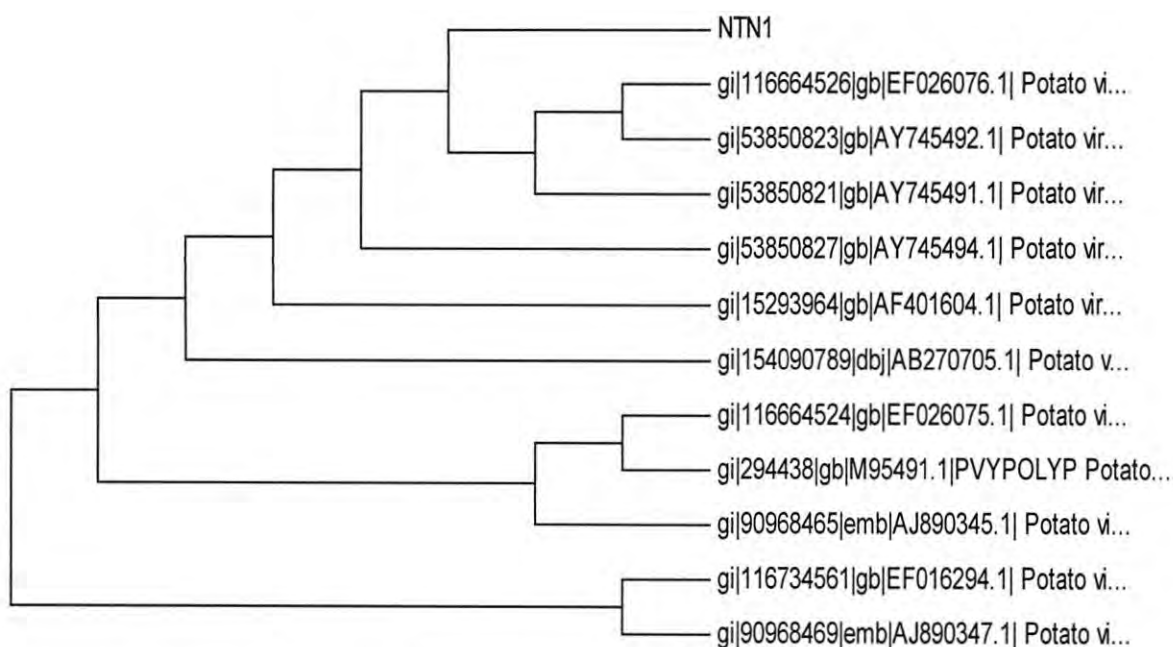 NTN1
gi|116664526|gb|EF026076.1| Potato vi...
gi|53850823|gb|AY745492.1| Potato vir...
gi|53850821|gb|AY745491.1| Potato vir...
gi|53850827|gb|AY745494.1| Potato vir...
gi|15293964|gb|AF401604.1| Potato vir...
gi|154090789|dbj|AB270705.1| Potato v...
gi|116664524|gb|EF026075.1| Potato vi...
gi|294438|gb|M95491.1|PVYPOLYP Potato...
gi|90968465|emb|AJ890345.1| Potato vi...
gi|116734561|gb|EF016294.1| Potato vi...
gi|90968469|emb|AJ890347.1| Potato vi...